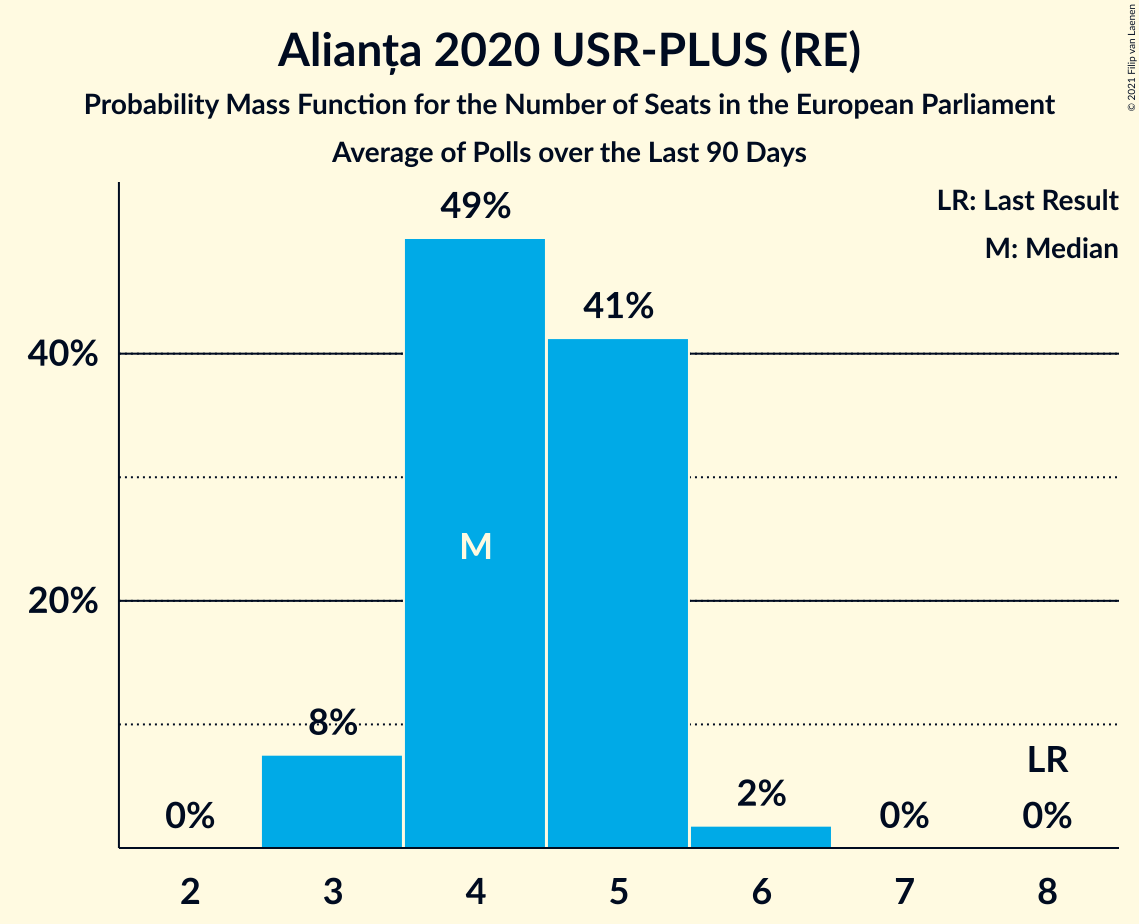 Alianța 2020 USR-PLUS (RE)
Probability Mass Function for the Number of Seats in the European Parliament
Average of Polls over the Last 90 Days
© 2021 Filip van Laenen
LR: Last Result
M: Median
49%
41%
40%
M
20%
8%
LR
2%
0%
0%
0%
2 3 4 5 6 7 8